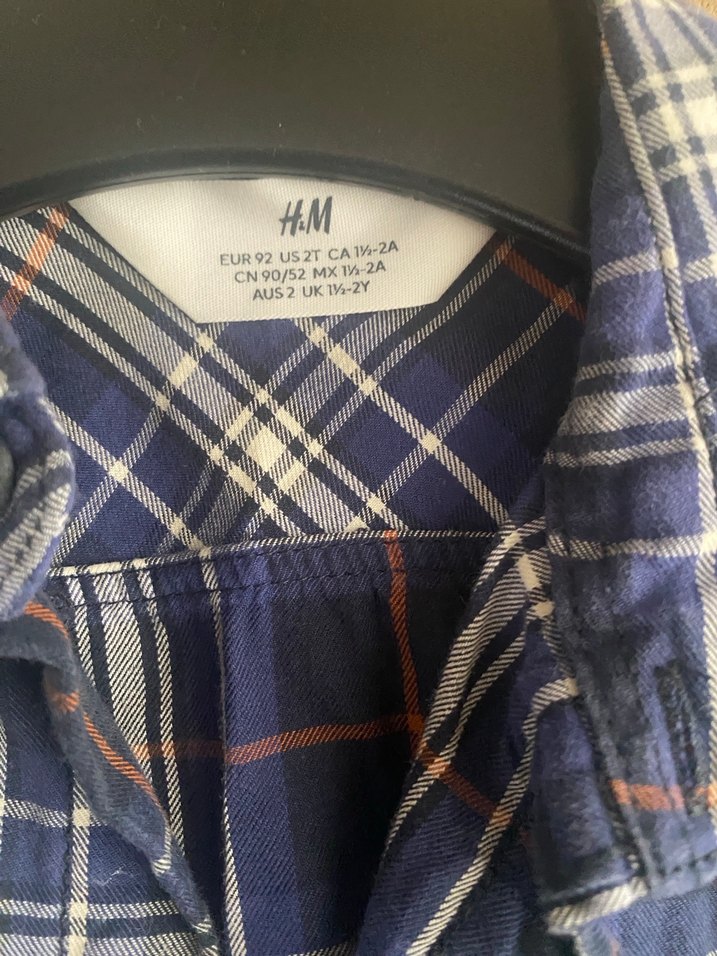 H&M
EUR 92 US 2T CA 1½-2A
CN 90/52 MX 1½-2A
AUS 2 UK 1½-2Y